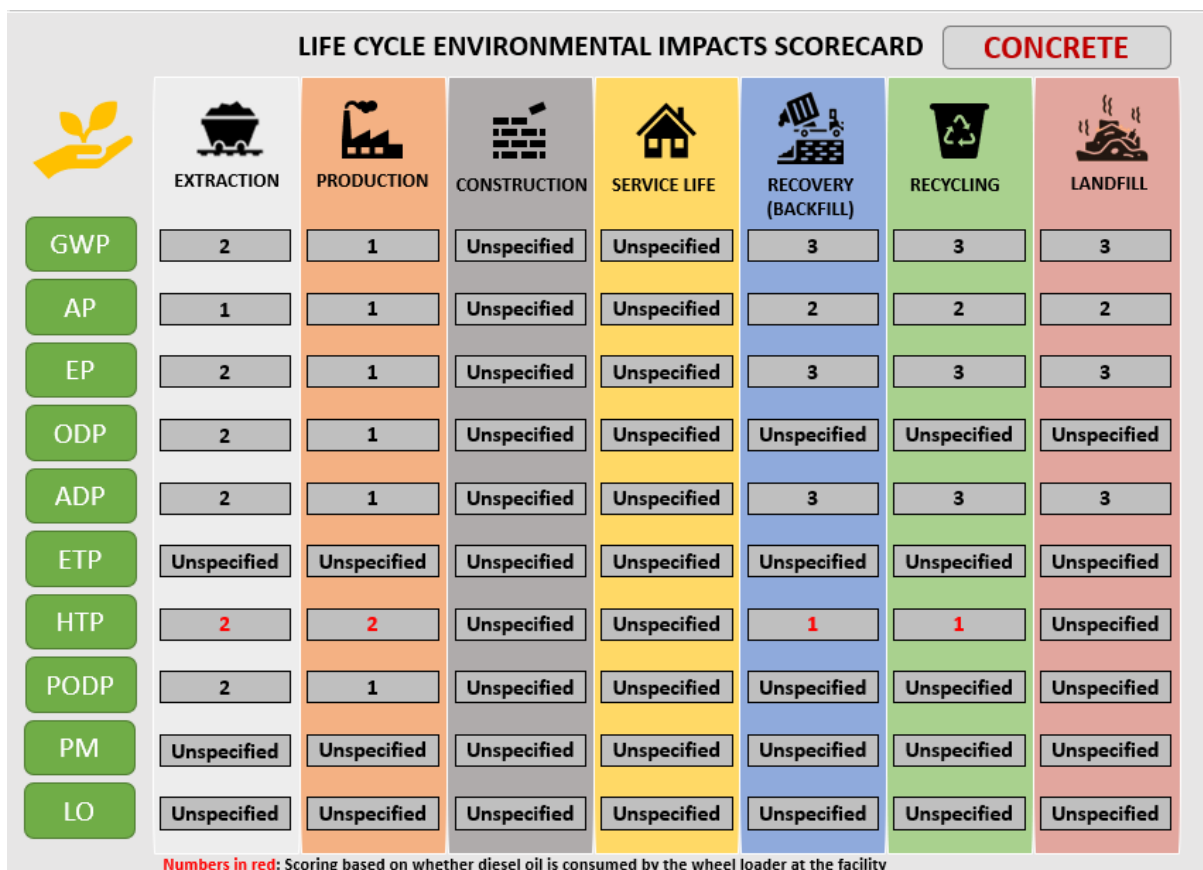 LIFE CYCLE ENVIRONMENTAL IMPACTS SCORECARD CONCRETE
EXTRACTION PRODUCTION CONSTRUCTION SERVICE LIFE RECOVERY (BACKFILL) RECYCLING LANDFILL
GWP 2 1 Unspecified Unspecified 3 3 3
AP 1 1 Unspecified Unspecified 2 2 2
EP 2 1 Unspecified Unspecified 3 3 3
ODP 2 1 Unspecified Unspecified Unspecified Unspecified Unspecified
ADP 2 1 Unspecified Unspecified 3 3 3
ETP Unspecified Unspecified Unspecified Unspecified Unspecified Unspecified Unspecified
HTP 2 2 Unspecified Unspecified 1 1 Unspecified
PODP 2 1 Unspecified Unspecified Unspecified Unspecified Unspecified
PM Unspecified Unspecified Unspecified Unspecified Unspecified Unspecified Unspecified
LO Unspecified Unspecified Unspecified Unspecified Unspecified Unspecified Unspecified
Numbers in red: Scoring based on whether diesel oil is consumed by the wheel loader at the facility